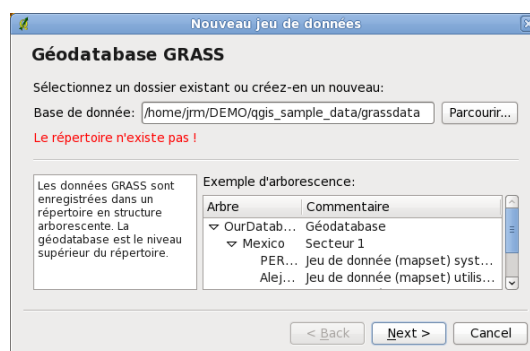 Nouveau jeu de données
Géodatabase GRASS
Sélectionnez un dossier existant ou créez-en un nouveau:
Base de donnée: /home/jrm/DEMO/qgis_sample_data/grassdata Parcourir...
Le répertoire n'existe pas !
Les données GRASS sont
enregistrées dans un
répertoire en structure
arborescente. La
géodatabase est le niveau
supérieur du répertoire.
Exemple d'arborescence:
Arbre Commentaire
OurDatab... Géodatabase
Mexico Secteur 1
PER... Jeu de donnée (mapset) syst...
Alej... Jeu de donnée (mapset) utilis...
< Back Next > Cancel